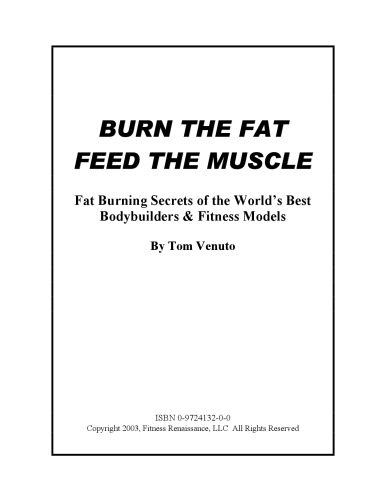 BURN THE FAT
FEED THE MUSCLE
Fat Burning Secrets of the World’s Best
Bodybuilders & Fitness Models
By Tom Venuto
ISBN 0-9724132-0-0
Copyright 2003, Fitness Renaissance, LLC  All Rights Reserved